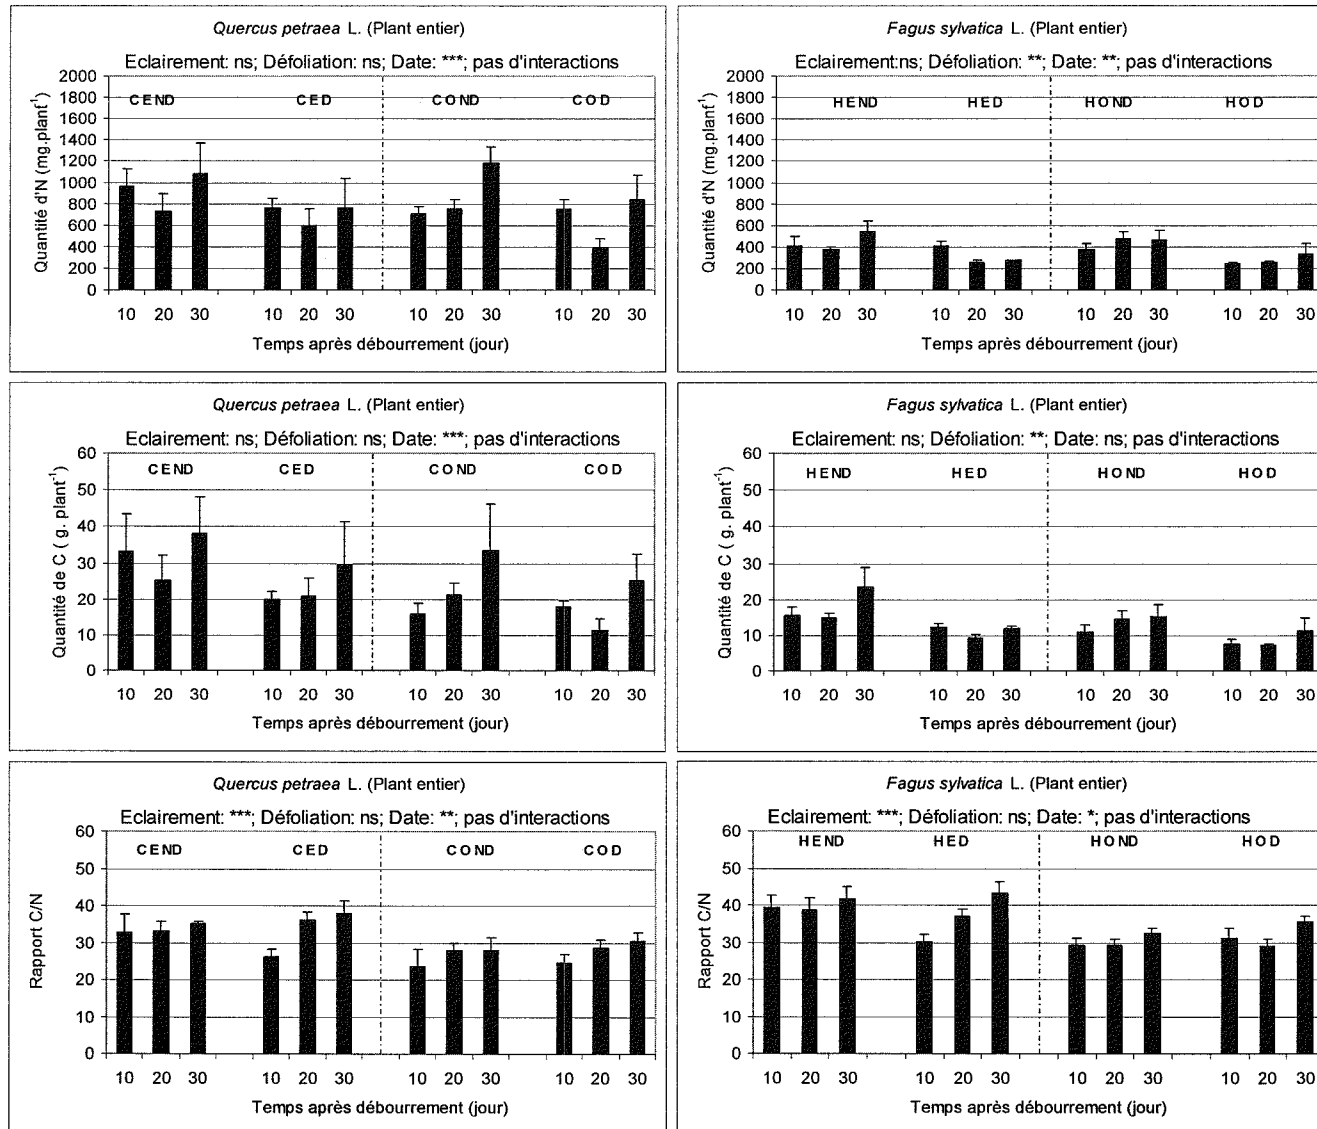 Quercus petraea L. (Plant entier)
Eclairement: ns; Défoliation: ns; Date: ***; pas d'interactions
Quantité d'N (mg.plant⁻¹)
2000
1800
1600
1400
1200
1000
800
600
400
200
0
CEND CED COND COD
10 20 30 10 20 30 10 20 30 10 20 30
Temps après débourrement (jour)
Fagus sylvatica L. (Plant entier)
Eclairement:ns; Défoliation: **; Date: **; pas d'interactions
Quantité d'N (mg.plant⁻¹)
2000
1800
1600
1400
1200
1000
800
600
400
200
0
HEND HED HOND HOD
10 20 30 10 20 30 10 20 30 10 20 30
Temps après débourrement (jour)
Quercus petraea L. (Plant entier)
Eclairement: ns; Défoliation: ns; Date: ***; pas d'interactions
Quantité de C ( g. plant⁻¹)
60
50
40
30
20
10
0
CEND CED COND COD
10 20 30 10 20 30 10 20 30 10 20 30
Temps après débourrement (jour)
Fagus sylvatica L. (Plant entier)
Eclairement: ns; Défoliation: **; Date: ns; pas d'interactions
Quantité de C ( g. plant⁻¹)
60
50
40
30
20
10
0
HEND HED HOND HOD
10 20 30 10 20 30 10 20 30 10 20 30
Temps après débourrement (jour)
Quercus petraea L. (Plant entier)
Eclairement: ***; Défoliation: ns; Date: **; pas d'interactions
Rapport C/N
60
50
40
30
20
10
0
CEND CED COND COD
10 20 30 10 20 30 10 20 30 10 20 30
Temps après débourrement (jour)
Fagus sylvatica L. (Plant entier)
Eclairement: ***; Défoliation: ns; Date: *; pas d'interactions
Rapport C/N
60
50
40
30
20
10
0
HEND HED HOND HOD
10 20 30 10 20 30 10 20 30 10 20 30
Temps après débourrement (jour)